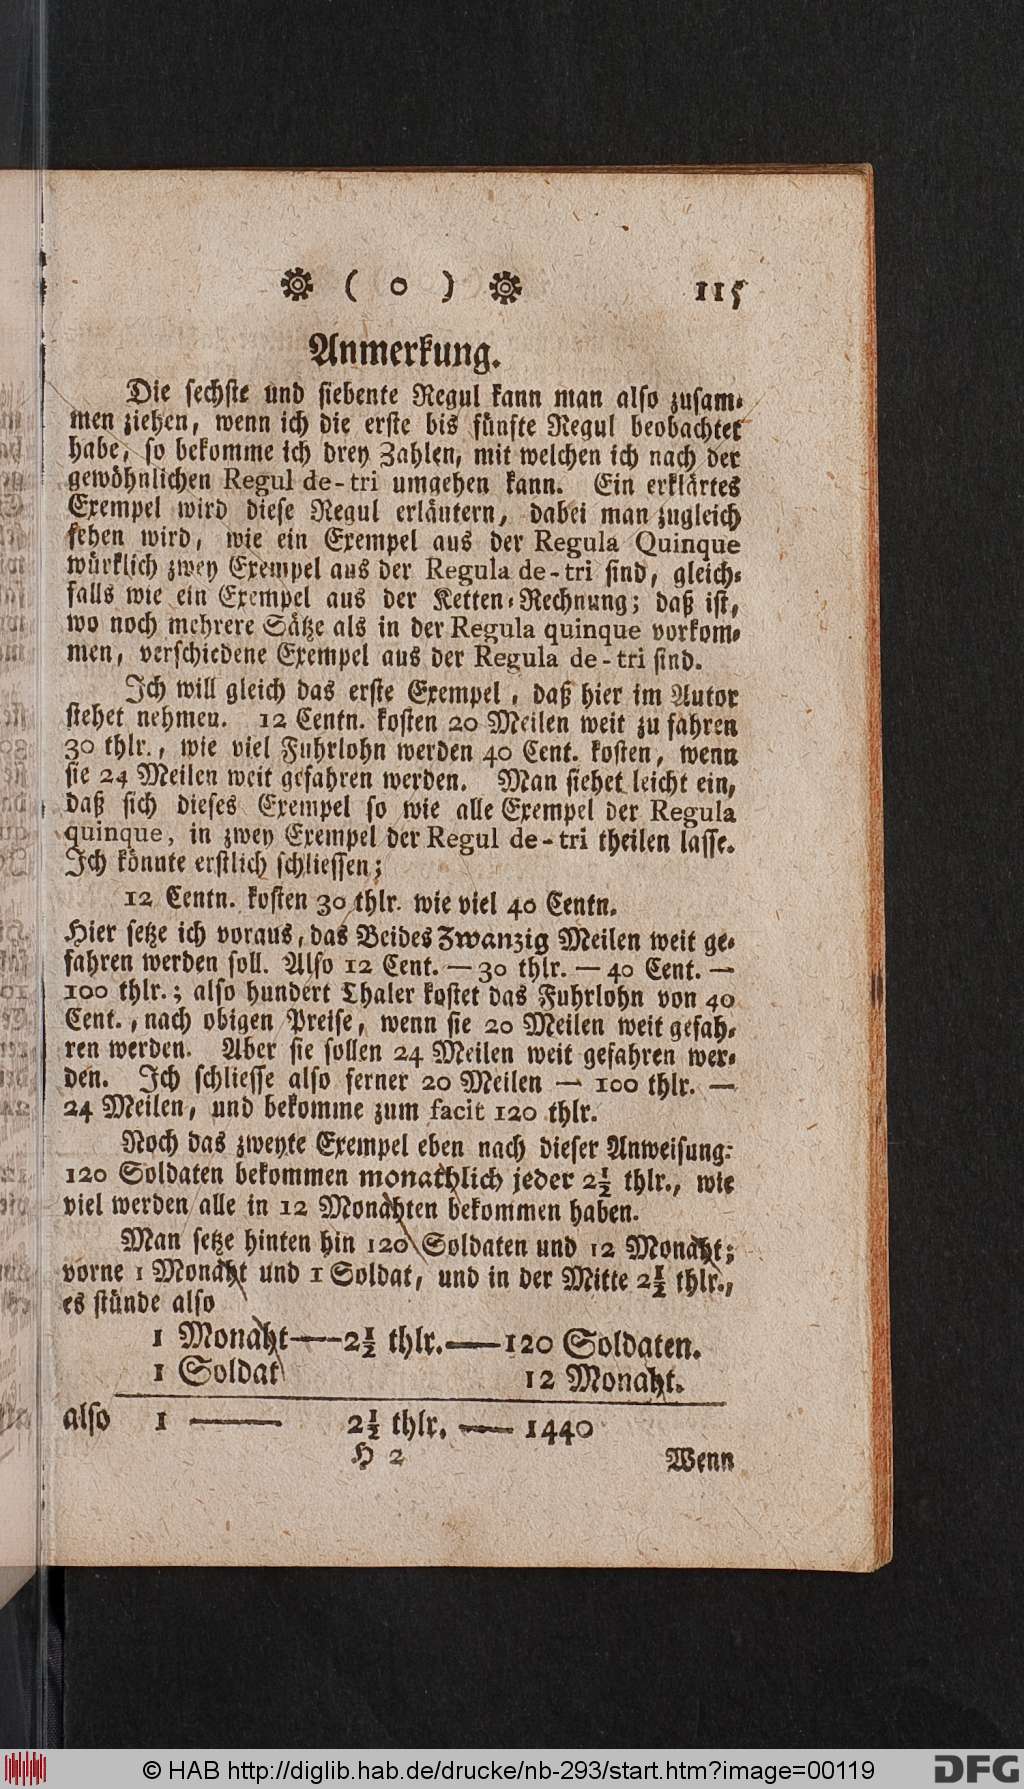 ( o ) 115
Anmerkung.
Die sechste und siebente Regul kann man also zusam-
men ziehen, wenn ich die erste bis fünfte Regul beobachtet
habe, so bekomme ich drey Zahlen, mit welchen ich nach der
gewöhnlichen Regul de-tri umgehen kann. Ein erklärtes
Exempel wird diese Regul erläutern, dabei man zugleich
sehen wird, wie ein Exempel aus der Regula Quinque
würklich zwey Exempel aus der Regula de-tri sind, gleich-
falls wie ein Exempel aus der Ketten-Rechnung; daß ist,
wo noch mehrere Sätze als in der Regula quinque vorkom-
men, verschiedene Exempel aus der Regula de-tri sind.
Ich will gleich das erste Exempel, daß hier im Autor
stehet nehmen. 12 Centn. kosten 20 Meilen weit zu fahren
30 thlr., wie viel Fuhrlohn werden 40 Cent. kosten, wenn
sie 24 Meilen weit gefahren werden. Man siehet leicht ein,
daß sich dieses Exempel so wie alle Exempel der Regula
quinque, in zwey Exempel der Regul de-tri theilen lasse.
Ich könnte erstlich schliessen;
12 Centn. kosten 30 thlr. wie viel 40 Centn.
Hier setze ich voraus, das Beides Zwanzig Meilen weit ge-
fahren werden soll. Also 12 Cent. — 30 thlr. — 40 Cent. —
100 thlr.; also hundert Thaler kostet das Fuhrlohn von 40
Cent., nach obigen Preise, wenn sie 20 Meilen weit gefah-
ren werden. Aber sie sollen 24 Meilen weit gefahren wer-
den. Ich schliesse also ferner 20 Meilen — 100 thlr. —
24 Meilen, und bekomme zum facit 120 thlr.
Noch das zweyte Exempel eben nach dieser Anweisung:
120 Soldaten bekommen monathlich jeder 2½ thlr., wie
viel werden alle in 12 Monahten bekommen haben.
Man setze hinten hin 120 Soldaten und 12 Monaht;
vorne 1 Monaht und 1 Soldat, und in der Mitte 2½ thlr.,
es stünde also
1 Monaht — 2½ thlr. — 120 Soldaten.
1 Soldat 12 Monaht.
also 1 — 2½ thlr. — 1440
H 2 Wenn
© HAB http://diglib.hab.de/drucke/nb-293/start.htm?image=00119 DFG